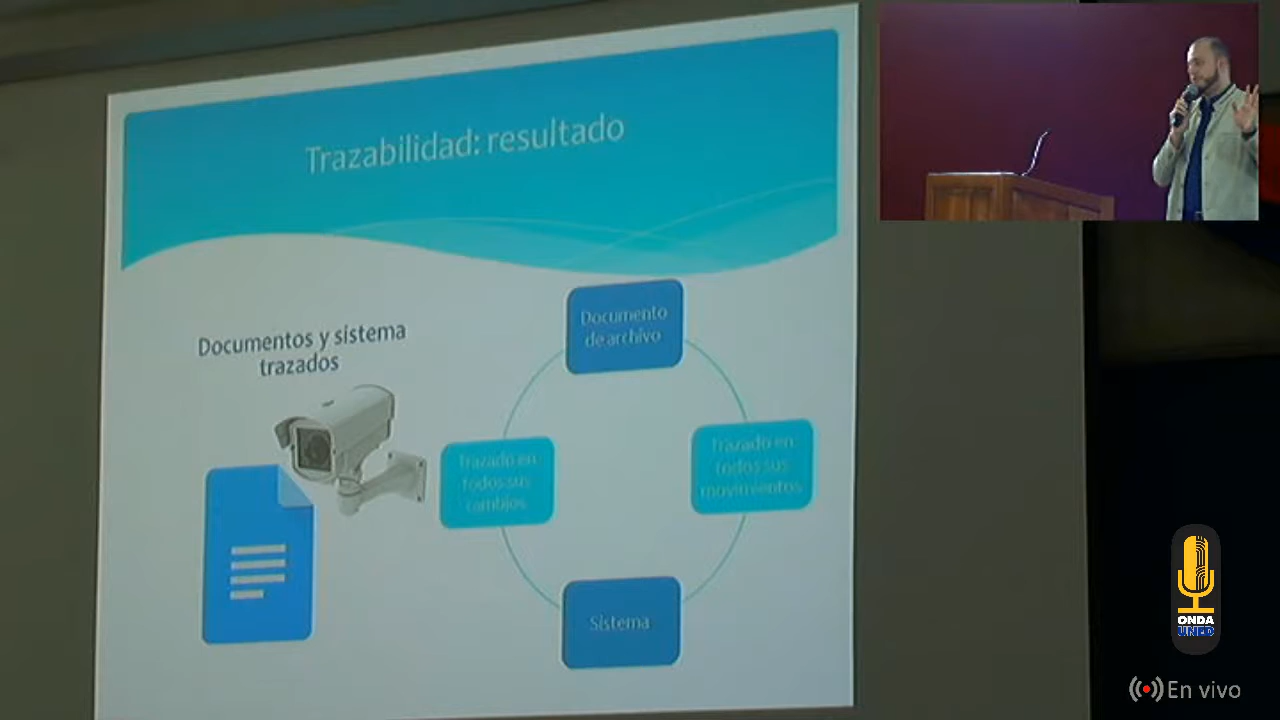 Trazabilidad: resultado
Documentos y sistema
trazados
Documento
de archivo
Trazado en
todos sus
cambios
Trazado en
todos sus
movimientos
Sistema
ONDA
UNED
En vivo